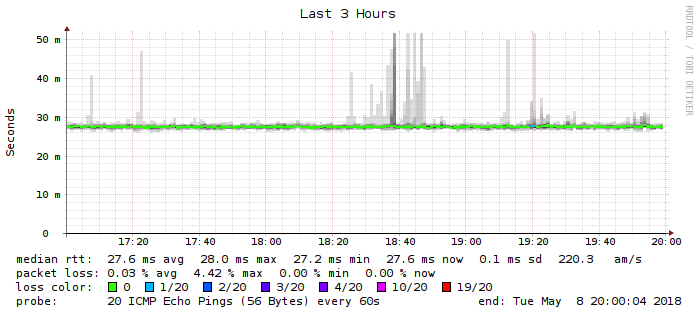 Last 3 Hours
RRDTOOL / TOBI OETIKER
Seconds
50 m
40 m
30 m
20 m
10 m
0
17:20 17:40 18:00 18:20 18:40 19:00 19:20 19:40 20:00
median rtt: 27.6 ms avg 28.0 ms max 27.2 ms min 27.6 ms now 0.1 ms sd 220.3 am/s
packet loss: 0.03 % avg 4.42 % max 0.00 % min 0.00 % now
loss color: 0 1/20 2/20 3/20 4/20 10/20 19/20
probe: 20 ICMP Echo Pings (56 Bytes) every 60s end: Tue May 8 20:00:04 2018